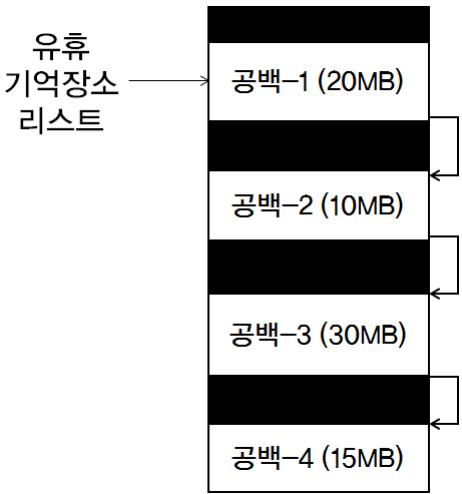 유휴
기억장소
리스트
공백-1 (20MB)
공백-2 (10MB)
공백-3 (30MB)
공백-4 (15MB)